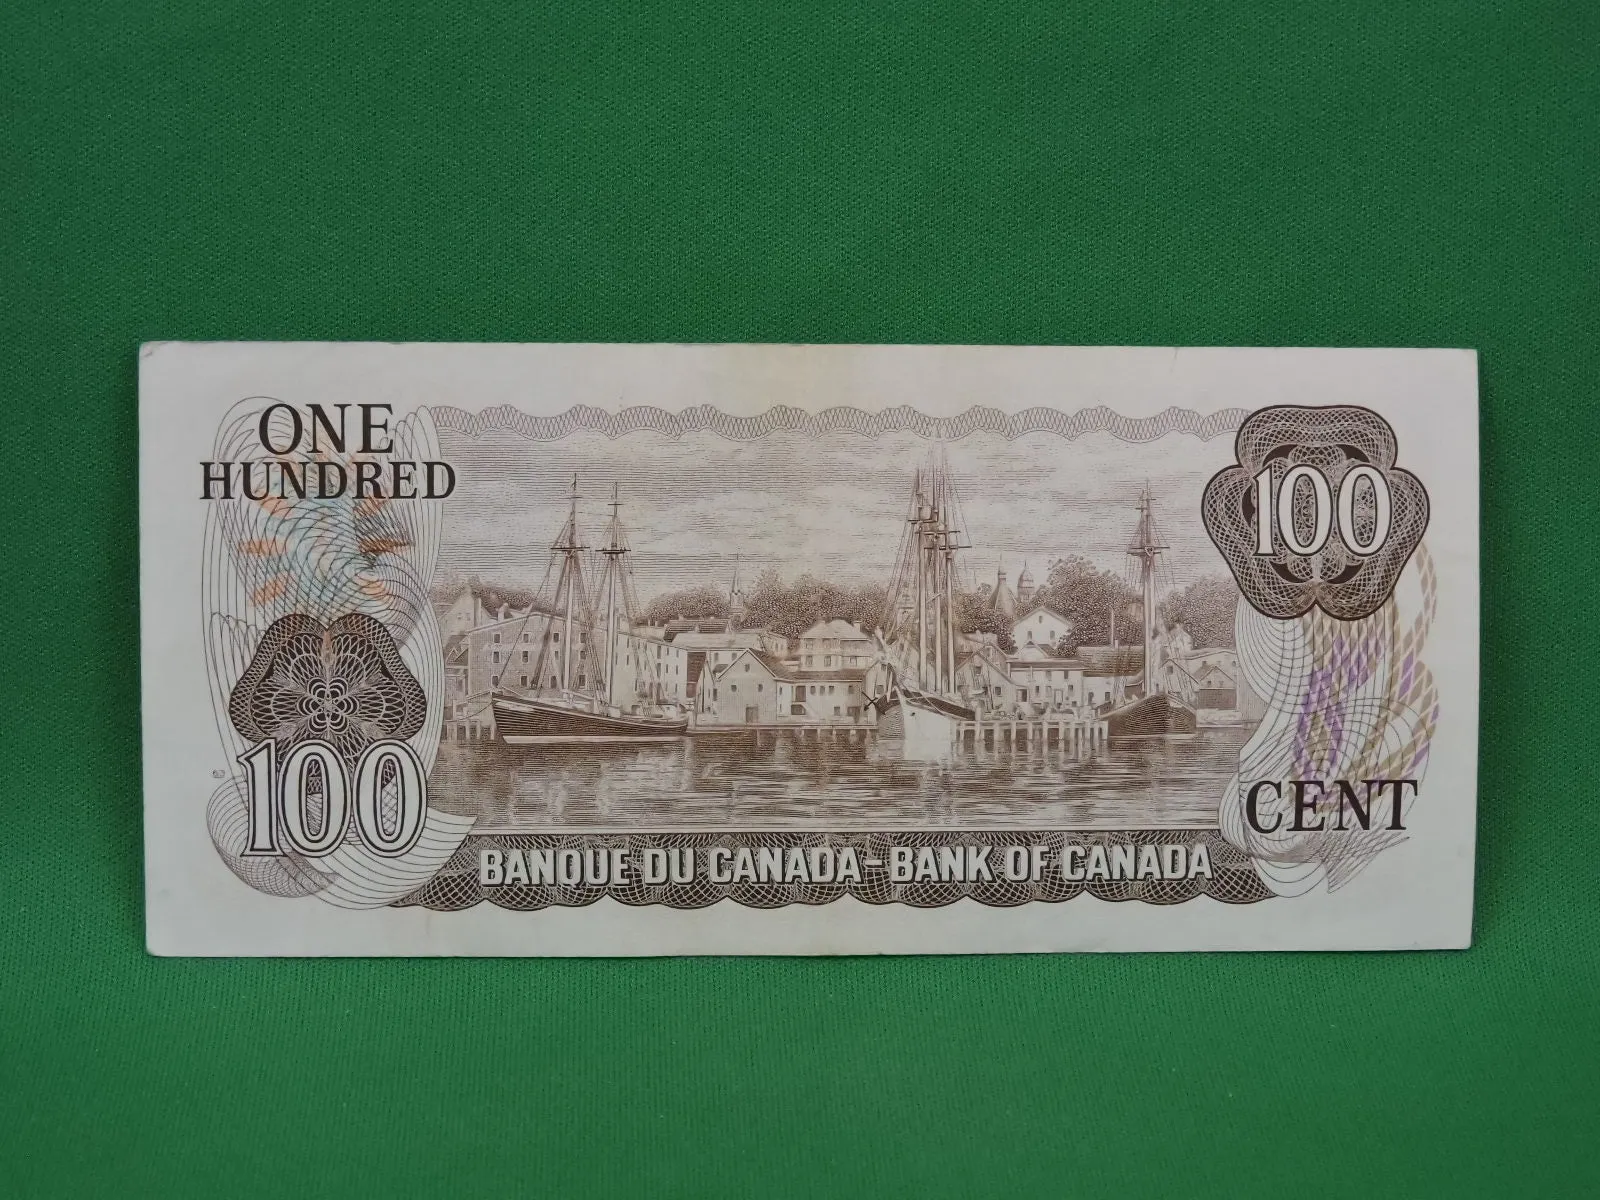 ONE
HUNDRED
100
100
CENT
BANQUE DU CANADA-BANK OF CANADA